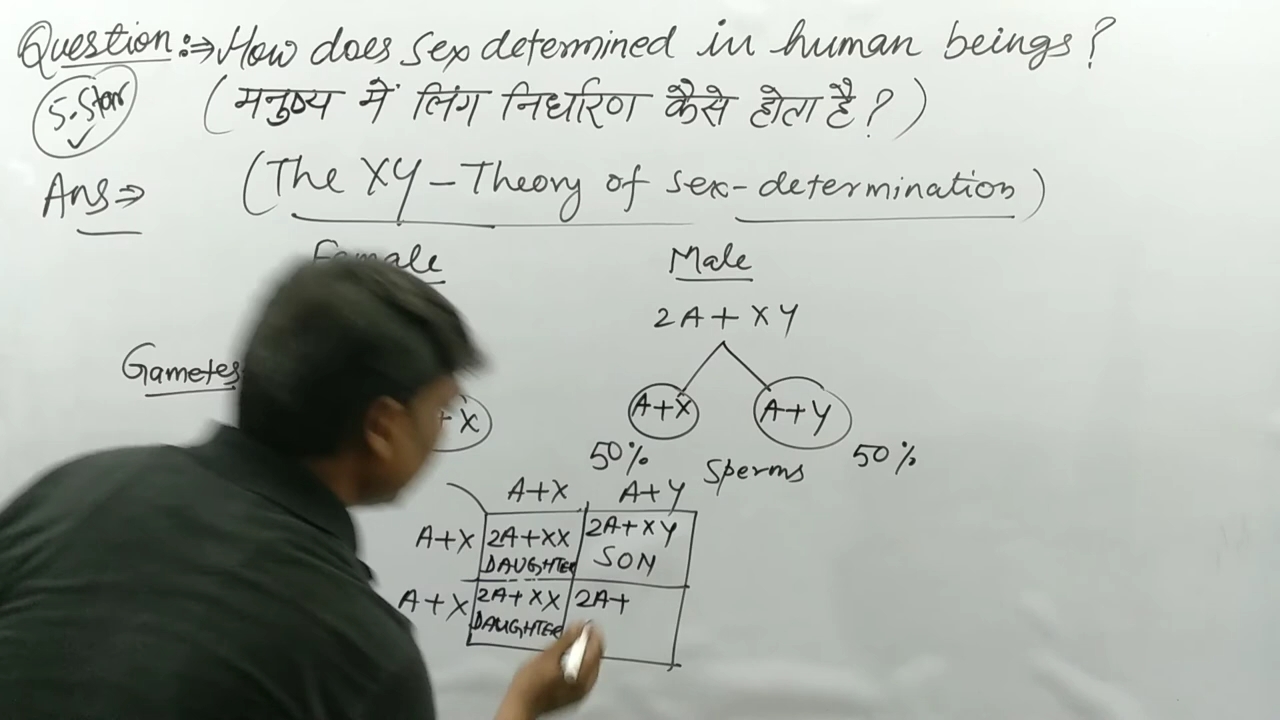 Question:⇒ How does sex determined in human beings?
5-Star ✓
(मनुष्य में लिंग निर्धारण कैसे होता है?)
Ans⇒
(The XY-Theory of sex-determination)
Female
Male
2A+XY
Gametes
+X
A+X
A+Y
50%
Sperms
50%
A+X A+Y
A+X 2A+XX 2A+XY
DAUGHTER SON
A+X 2A+XX 2A+
DAUGHTER